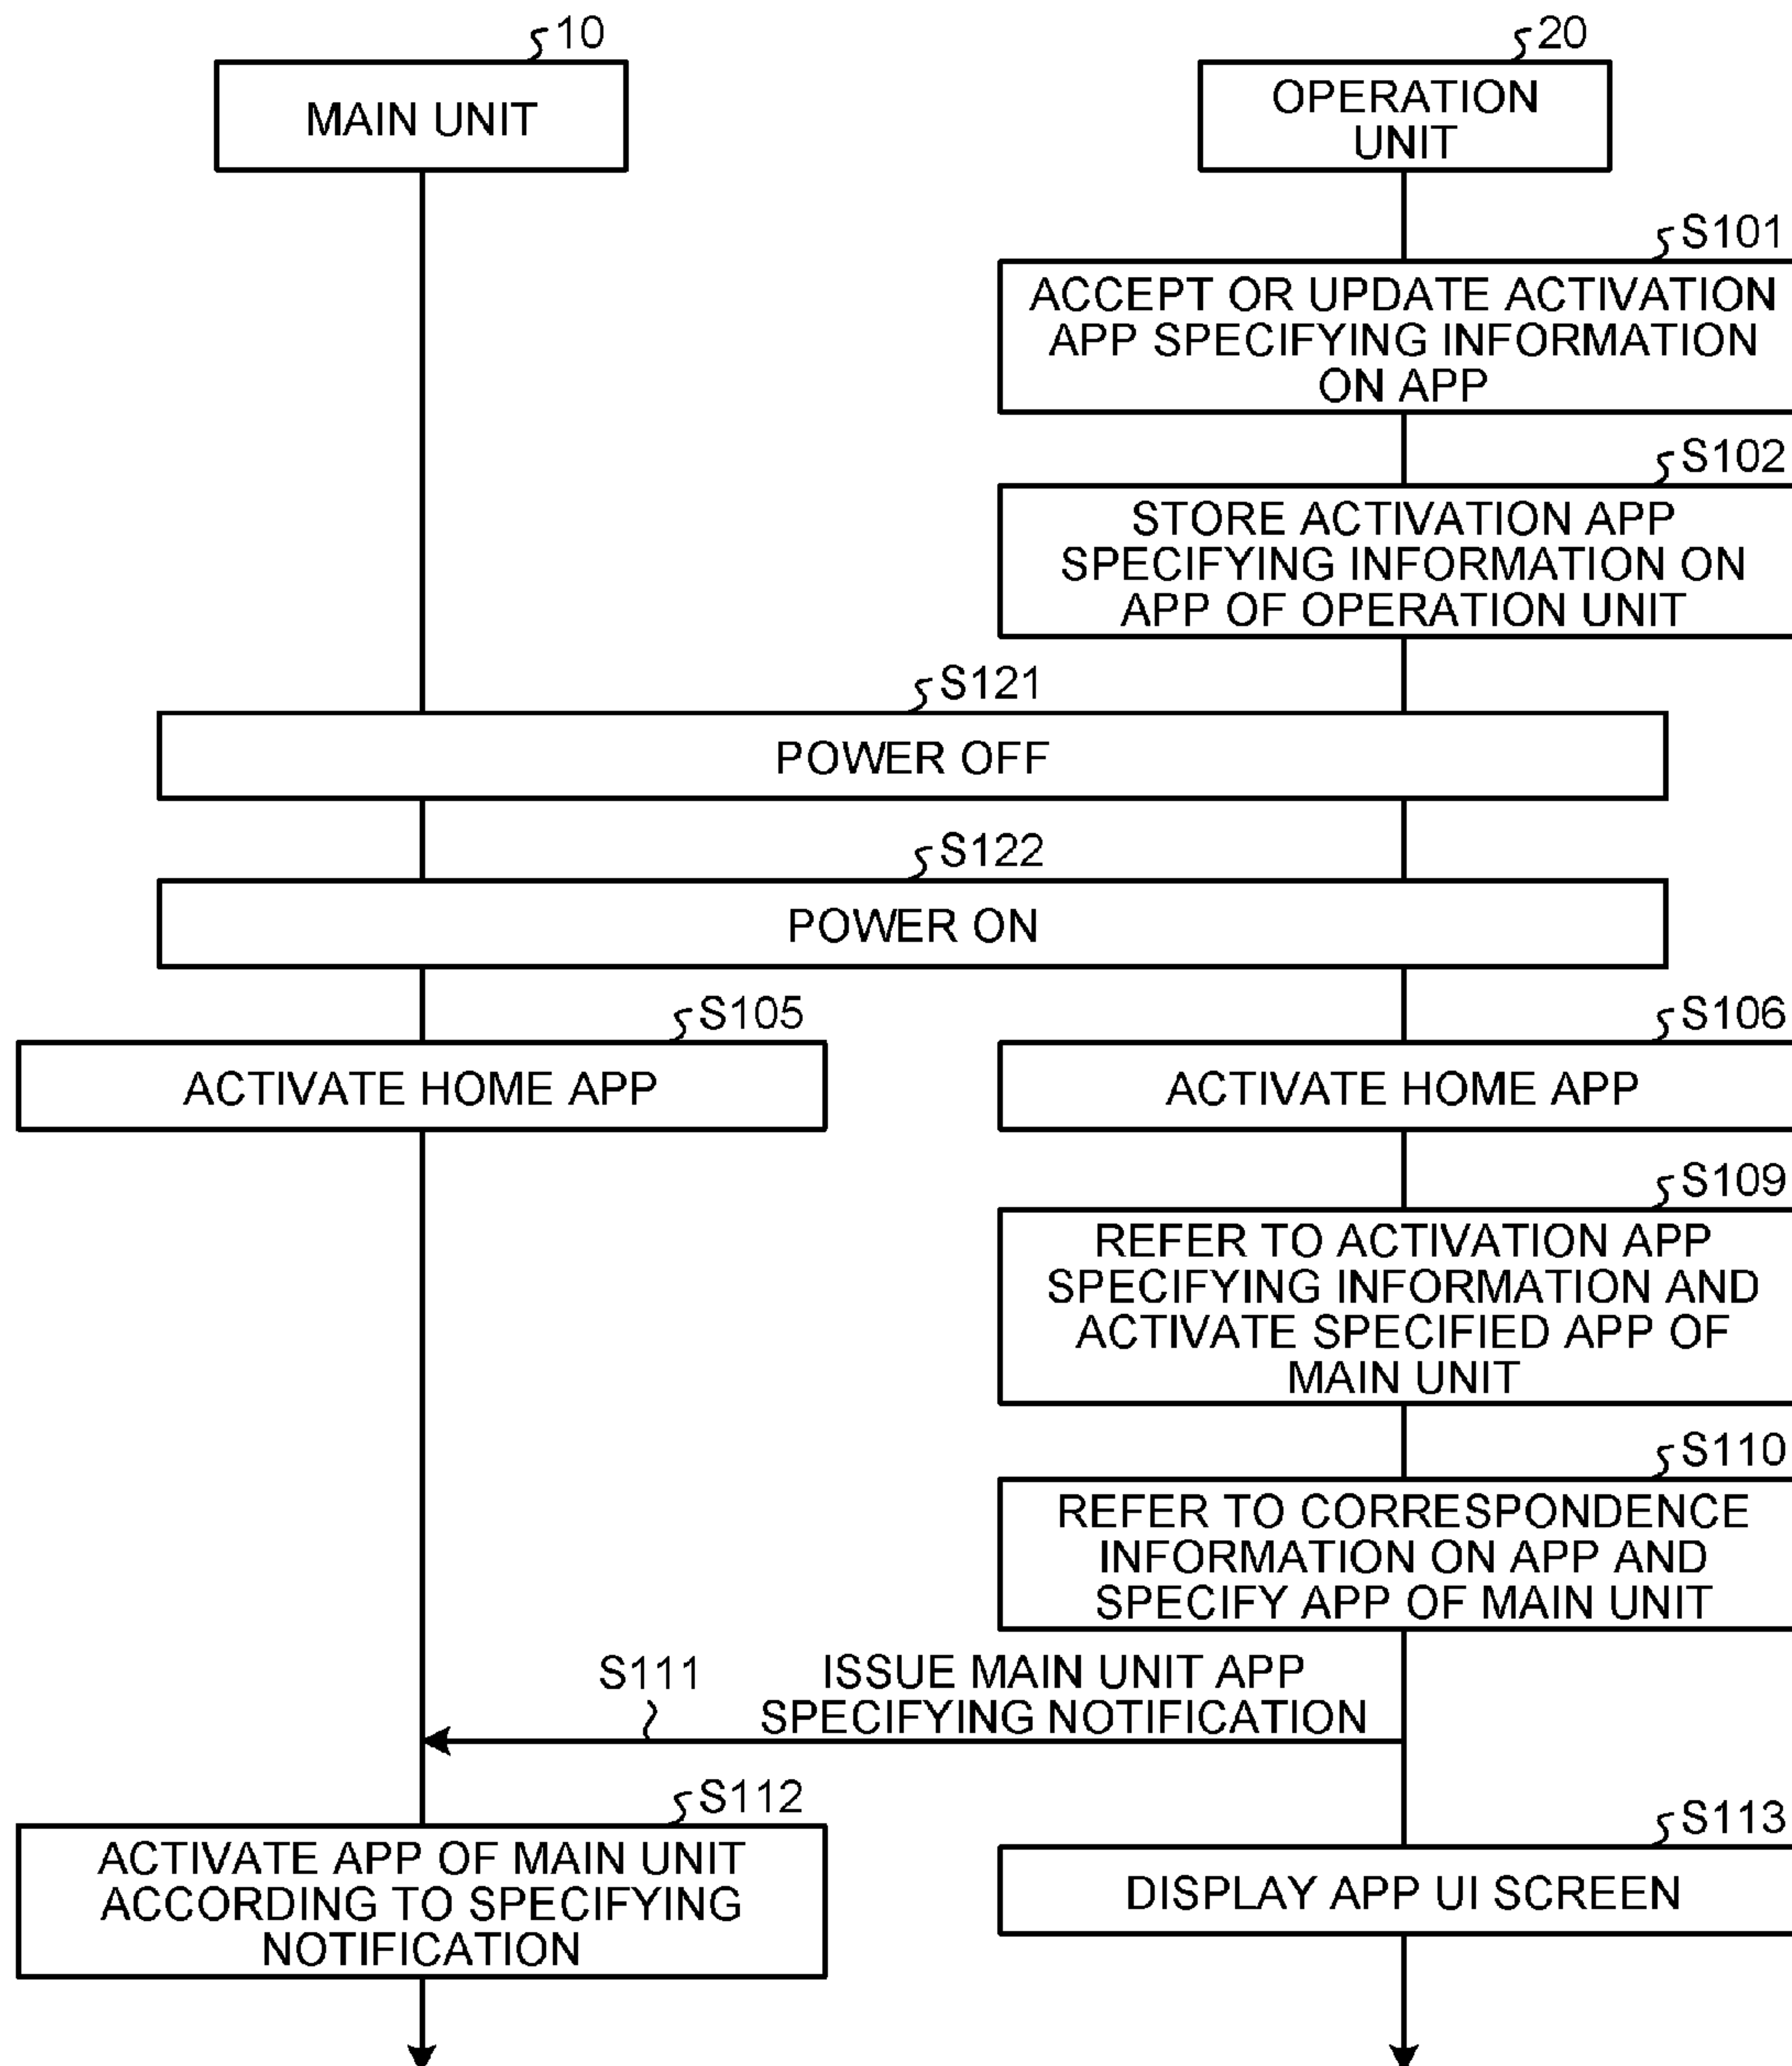 10
MAIN UNIT
20
OPERATION
UNIT
S101
ACCEPT OR UPDATE ACTIVATION
APP SPECIFYING INFORMATION
ON APP
S102
STORE ACTIVATION APP
SPECIFYING INFORMATION ON
APP OF OPERATION UNIT
S121
POWER OFF
S122
POWER ON
S105
ACTIVATE HOME APP
S106
ACTIVATE HOME APP
S109
REFER TO ACTIVATION APP
SPECIFYING INFORMATION AND
ACTIVATE SPECIFIED APP OF
MAIN UNIT
S110
REFER TO CORRESPONDENCE
INFORMATION ON APP AND
SPECIFY APP OF MAIN UNIT
S111
ISSUE MAIN UNIT APP
SPECIFYING NOTIFICATION
S112
ACTIVATE APP OF MAIN UNIT
ACCORDING TO SPECIFYING
NOTIFICATION
S113
DISPLAY APP UI SCREEN